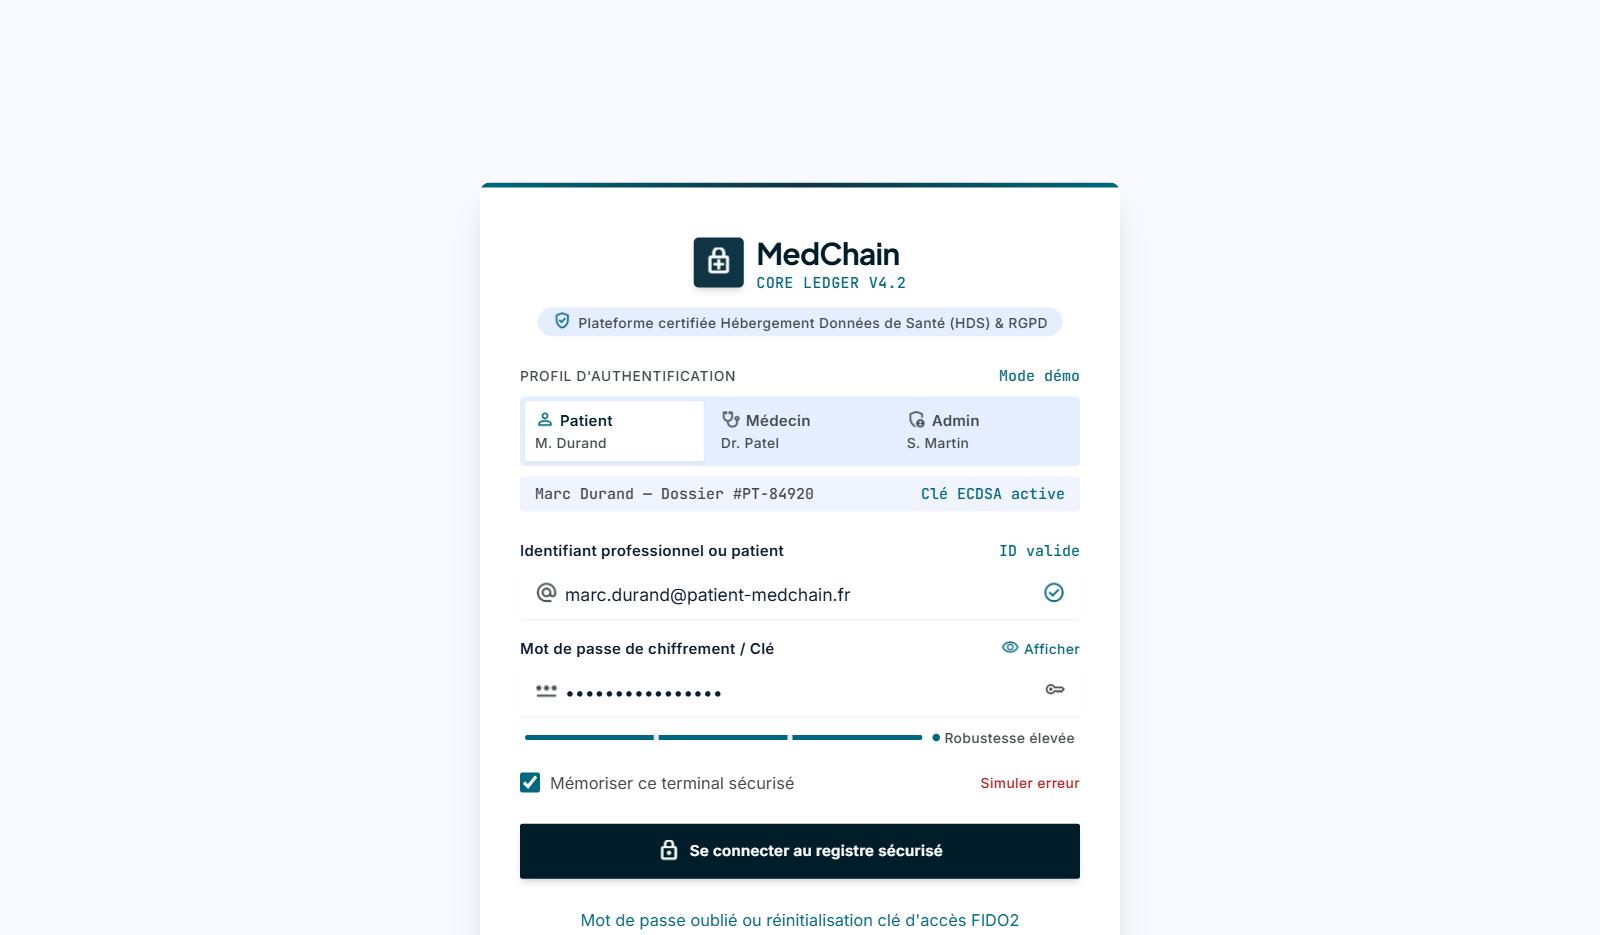 MedChain
CORE LEDGER V4.2
Plateforme certifiée Hébergement Données de Santé (HDS) & RGPD
PROFIL D'AUTHENTIFICATION Mode démo
Patient Médecin Admin
M. Durand Dr. Patel S. Martin
Marc Durand — Dossier #PT-84920 Clé ECDSA active
Identifiant professionnel ou patient ID valide
marc.durand@patient-medchain.fr
Mot de passe de chiffrement / Clé Afficher
••••••••••••••••
Robustesse élevée
Mémoriser ce terminal sécurisé Simuler erreur
Se connecter au registre sécurisé
Mot de passe oublié ou réinitialisation clé d'accès FIDO2